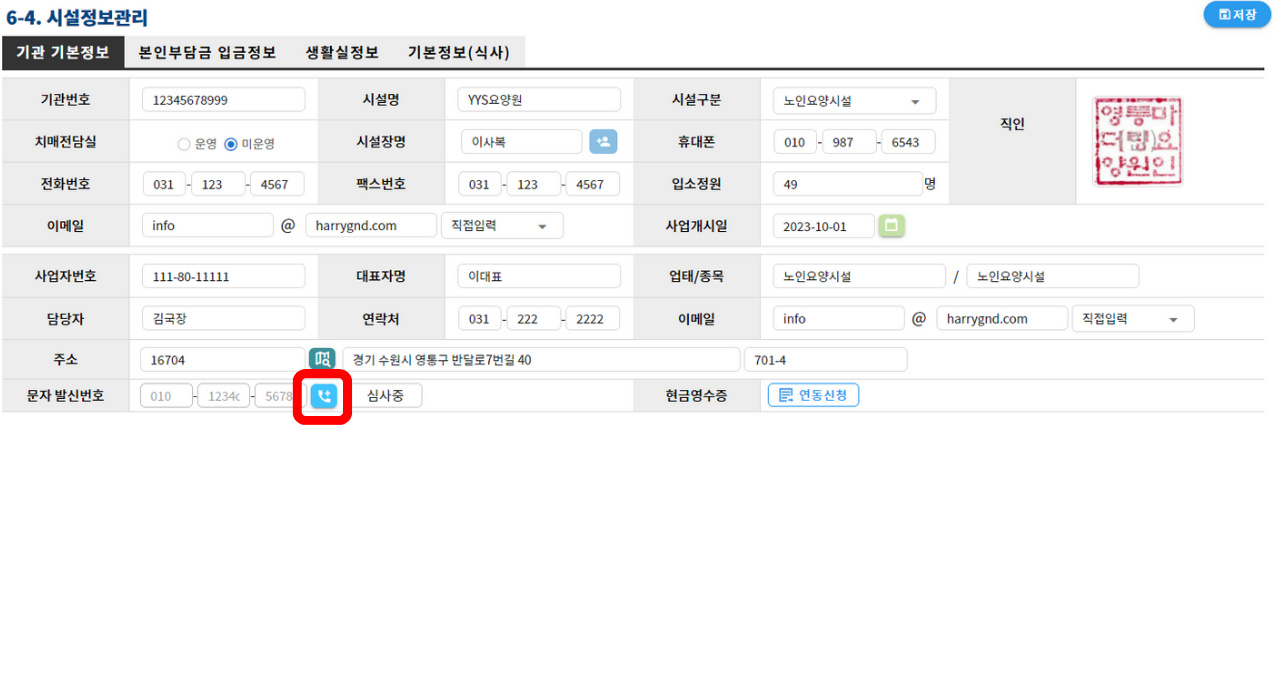 6-4. 시설정보관리
저장
기관 기본정보 본인부담금 입금정보 생활실정보 기본정보(식사)
기관번호 12345678999 시설명 YYS요양원 시설구분 노인요양시설 직인
치매전담실 운영 미운영 시설장명 이사복 휴대폰 010 - 987 - 6543
전화번호 031 - 123 - 4567 팩스번호 031 - 123 - 4567 입소정원 49 명
이메일 info @ harrygnd.com 직접입력 사업개시일 2023-10-01
사업자번호 111-80-11111 대표자명 이대표 업태/종목 노인요양시설 / 노인요양시설
담당자 김국장 연락처 031 - 222 - 2222 이메일 info @ harrygnd.com 직접입력
주소 16704 경기 수원시 영통구 반달로7번길 40 701-4
문자 발신번호 010 - 1234 - 5678 심사중 현금영수증 연동신청